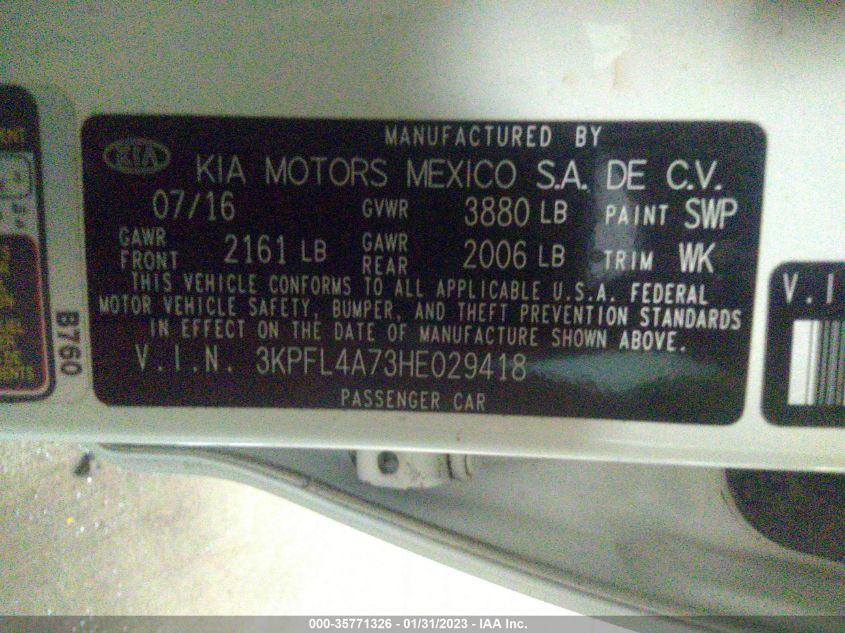 MANUFACTURED BY
KIA KIA MOTORS MEXICO S.A. DE C.V.
07/16 GVWR 3880 LB PAINT SWP
GAWR FRONT 2161 LB GAWR REAR 2006 LB TRIM WK
THIS VEHICLE CONFORMS TO ALL APPLICABLE U.S.A. FEDERAL
MOTOR VEHICLE SAFETY, BUMPER, AND THEFT PREVENTION STANDARDS
IN EFFECT ON THE DATE OF MANUFACTURE SHOWN ABOVE.
V.I.N. 3KPFL4A73HE029418
PASSENGER CAR
B760
V.I
000-35771326 - 01/31/2023 - IAA Inc.